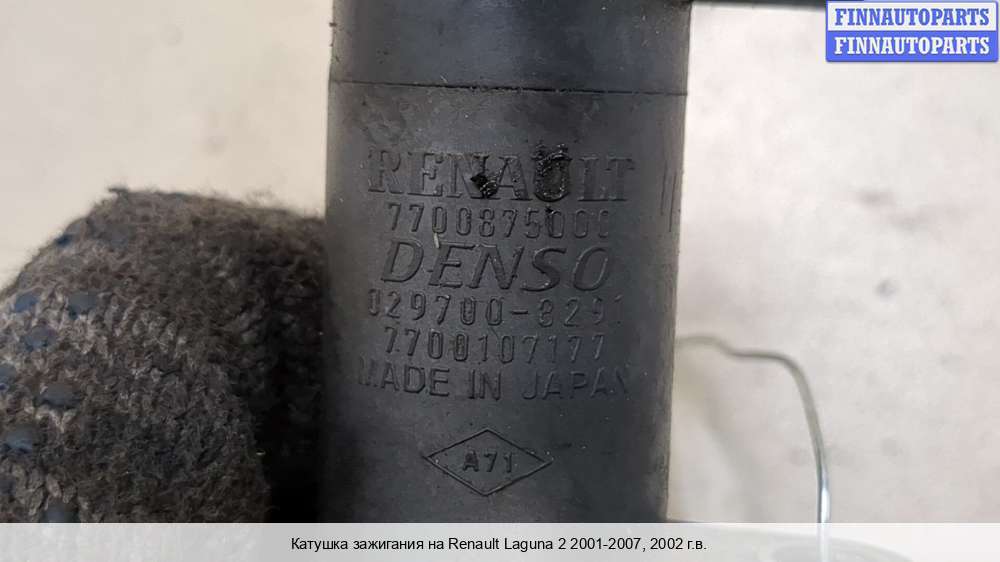 FINNAUTOPARTS
FINNAUTOPARTS
RENAULT
7700875000
DENSO
029700-3291
7700107177
MADE IN JAPAN
A71
Катушка зажигания на Renault Laguna 2 2001-2007, 2002 г.в.